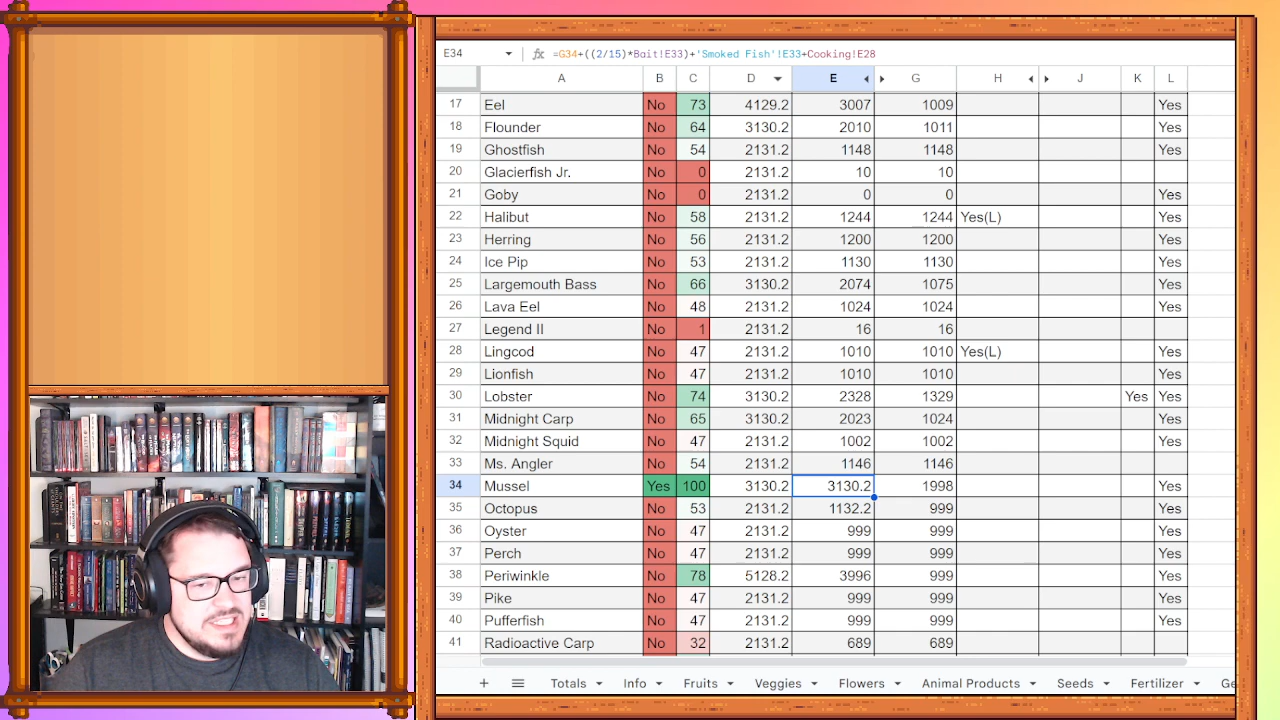 E34 fx =G34+((2/15)*Bait!E33)+'Smoked Fish'!E33+Cooking!E28
A B C D E G H J K L
17 Eel No 73 4129.2 3007 1009 Yes
18 Flounder No 64 3130.2 2010 1011 Yes
19 Ghostfish No 54 2131.2 1148 1148 Yes
20 Glacierfish Jr. No 0 2131.2 10 10
21 Goby No 0 2131.2 0 0 Yes
22 Halibut No 58 2131.2 1244 1244 Yes(L) Yes
23 Herring No 56 2131.2 1200 1200 Yes
24 Ice Pip No 53 2131.2 1130 1130 Yes
25 Largemouth Bass No 66 3130.2 2074 1075 Yes
26 Lava Eel No 48 2131.2 1024 1024 Yes
27 Legend II No 1 2131.2 16 16
28 Lingcod No 47 2131.2 1010 1010 Yes(L) Yes
29 Lionfish No 47 2131.2 1010 1010 Yes
30 Lobster No 74 3130.2 2328 1329 Yes Yes
31 Midnight Carp No 65 3130.2 2023 1024 Yes
32 Midnight Squid No 47 2131.2 1002 1002 Yes
33 Ms. Angler No 54 2131.2 1146 1146
34 Mussel Yes 100 3130.2 3130.2 1998 Yes
35 Octopus No 53 2131.2 1132.2 999 Yes
36 Oyster No 47 2131.2 999 999 Yes
37 Perch No 47 2131.2 999 999 Yes
38 Periwinkle No 78 5128.2 3996 999 Yes
39 Pike No 47 2131.2 999 999 Yes
40 Pufferfish No 47 2131.2 999 999 Yes
41 Radioactive Carp No 32 2131.2 689 689
+ Totals Info Fruits Veggies Flowers Animal Products Seeds Fertilizer Ge